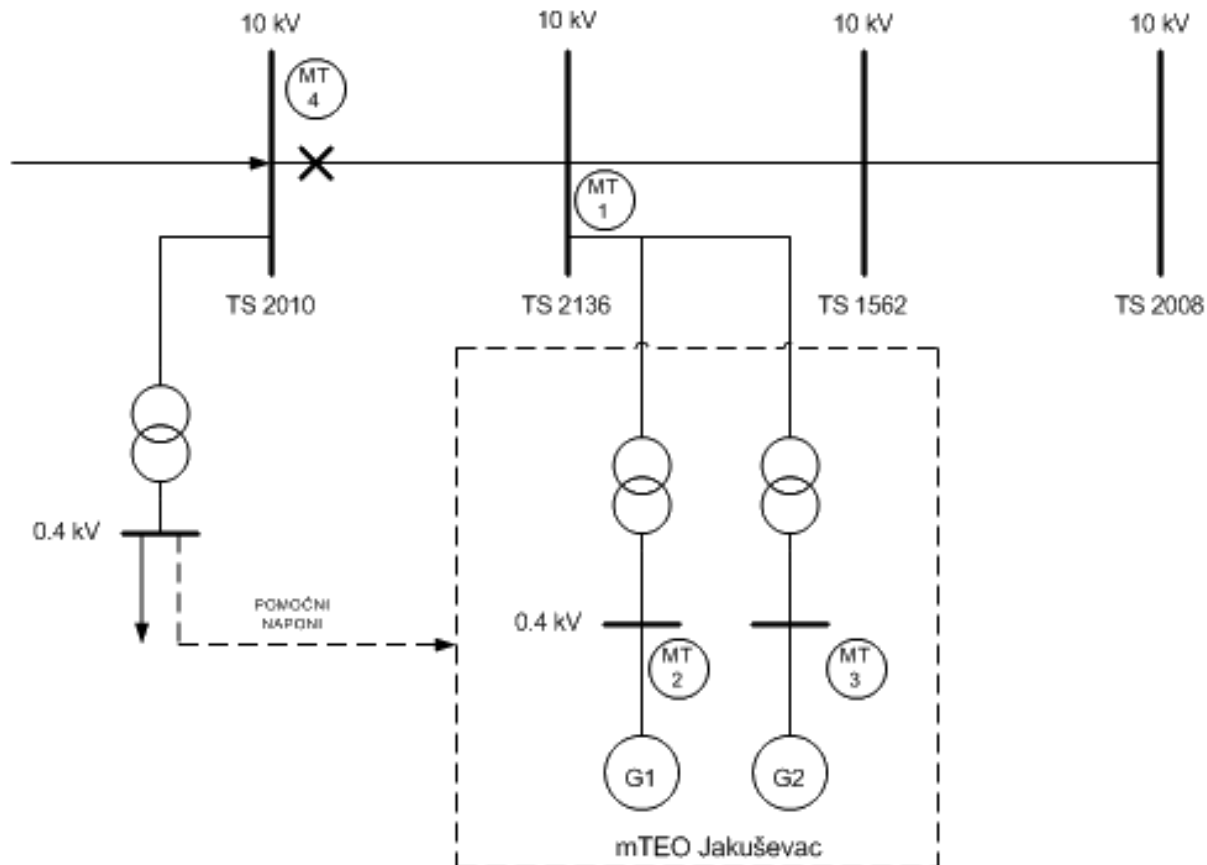 10 kV
10 kV
10 kV
10 kV
MT
4
MT
1
TS 2010
TS 2136
TS 1562
TS 2008
0.4 kV
POMOĆNI
NAPONI
0.4 kV
MT
2
MT
3
G1
G2
mTEO Jakuševac